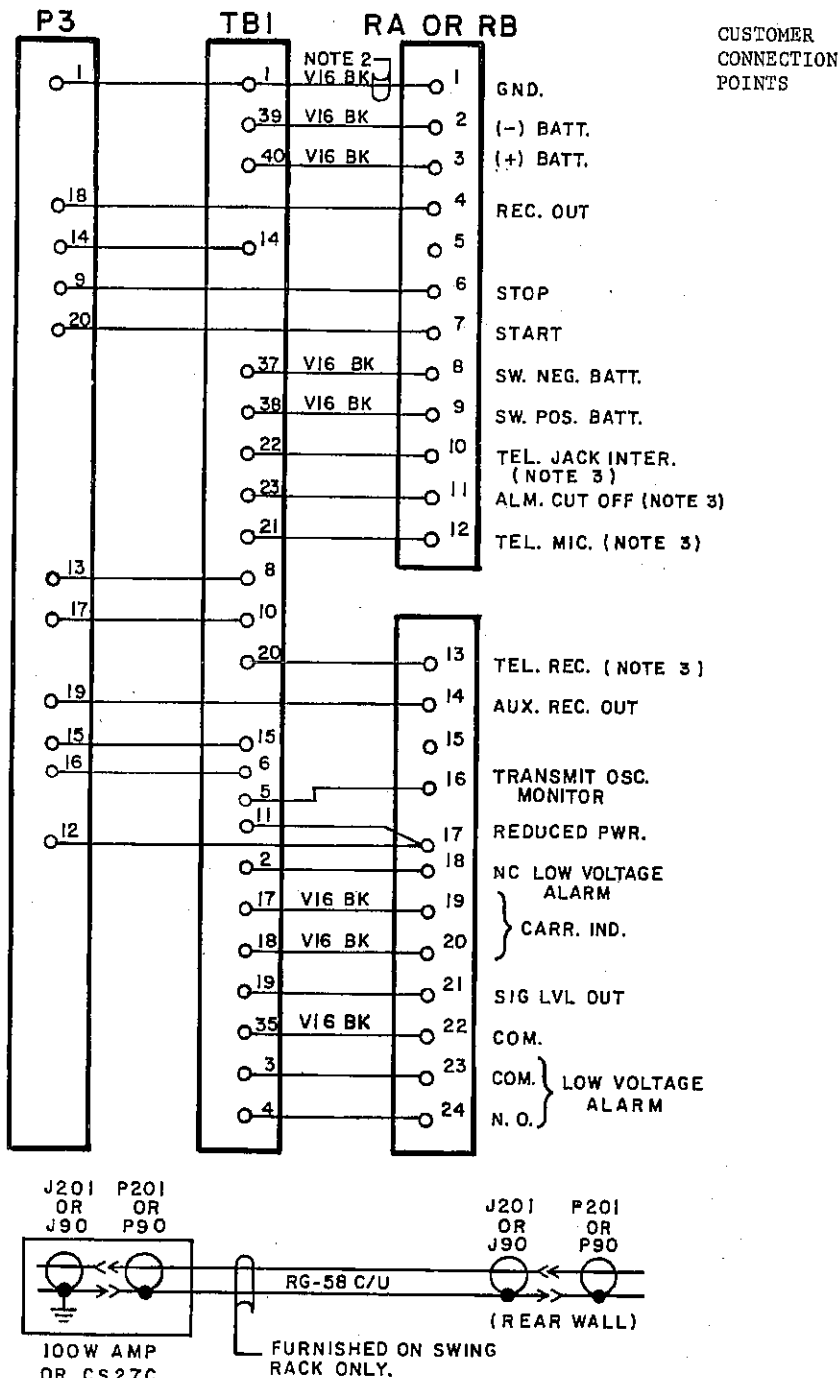 P3 TB1 RA OR RB
CUSTOMER
CONNECTION
POINTS
NOTE 2
1 1 V16 BK 1 GND.
39 V16 BK 2 (-) BATT.
40 V16 BK 3 (+) BATT.
18 4 REC. OUT
14 14 5
9 6 STOP
20 7 START
37 V16 BK 8 SW. NEG. BATT.
38 V16 BK 9 SW. POS. BATT.
22 10 TEL. JACK INTER.
(NOTE 3)
23 11 ALM. CUT OFF (NOTE 3)
21 12 TEL. MIC. (NOTE 3)
13 8
17 10
20 13 TEL. REC. (NOTE 3)
19 14 AUX. REC. OUT
15 15 15
16 6
5 16 TRANSMIT OSC.
MONITOR
11
12 17 REDUCED PWR.
2 18 NC LOW VOLTAGE
ALARM
17 V16 BK 19
CARR. IND.
18 V16 BK 20
19 21 SIG LVL OUT
35 V16 BK 22 COM.
3 23 COM.
LOW VOLTAGE
ALARM
4 24 N.O.
J201 P201
OR OR
J90 P90
J201 P201
OR OR
J90 P90
RG-58 C/U
(REAR WALL)
100W AMP
OR CS27C
FURNISHED ON SWING
RACK ONLY.